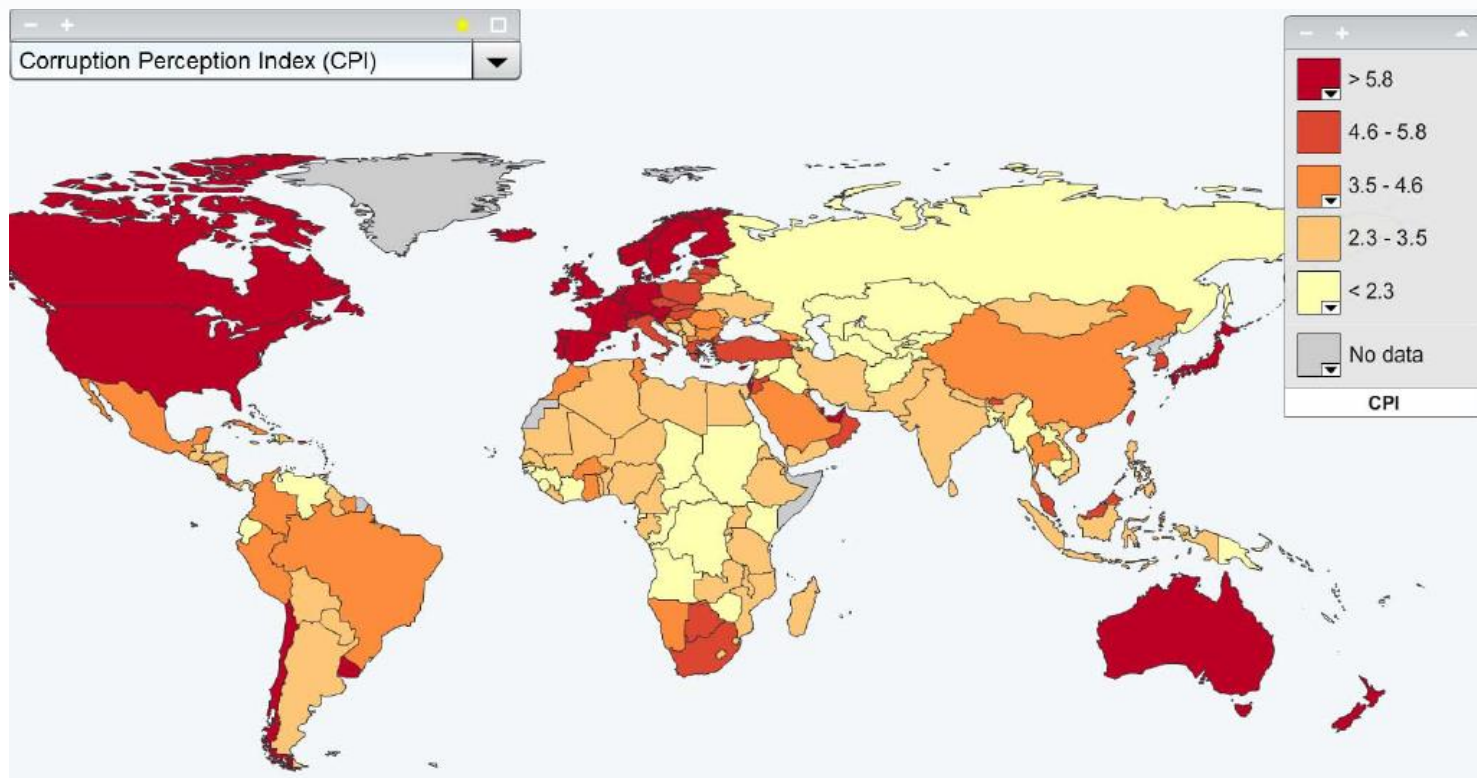 Corruption Perception Index (CPI)
> 5.8
4.6 - 5.8
3.5 - 4.6
2.3 - 3.5
< 2.3
No data
CPI